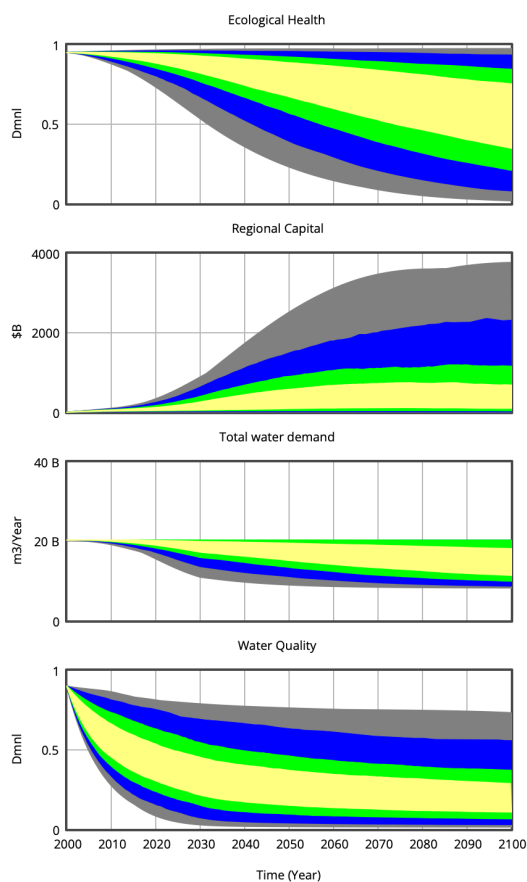 Ecological Health
1
Dmnl
0.5
0
Regional Capital
4000
$B
2000
0
Total water demand
40 B
m3/Year
20 B
0
Water Quality
1
Dmnl
0.5
0
2000 2010 2020 2030 2040 2050 2060 2070 2080 2090 2100
Time (Year)